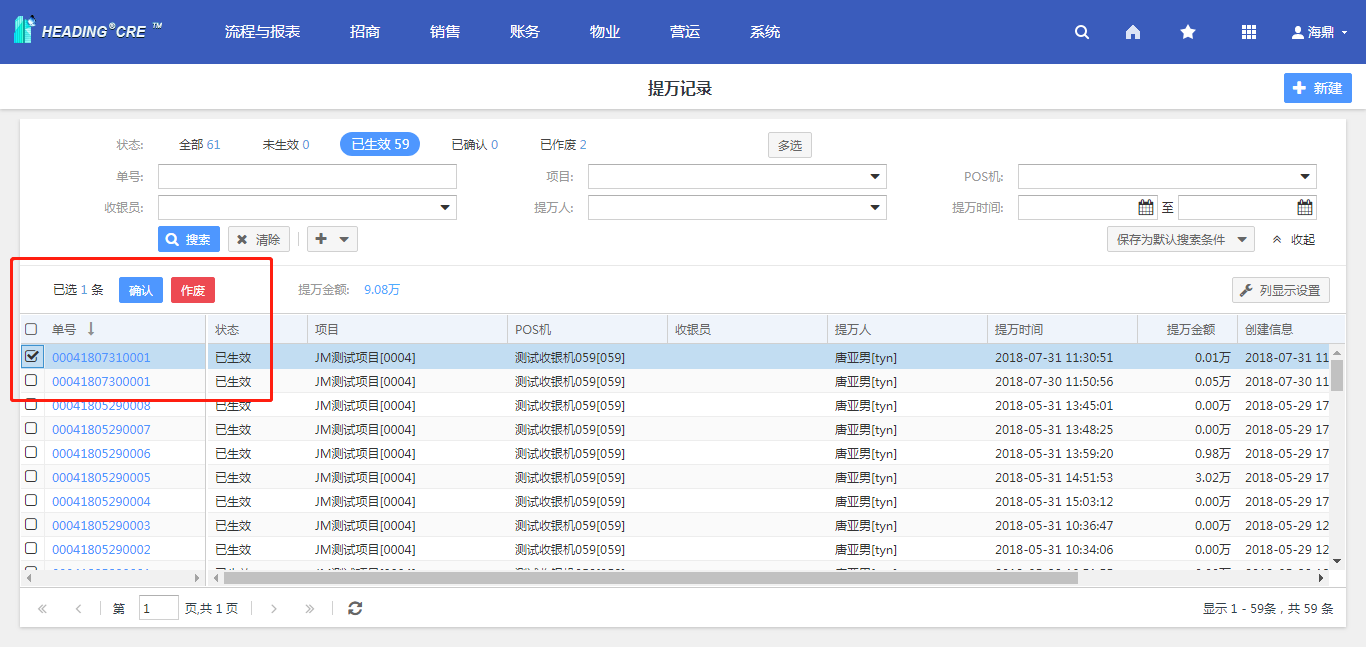 HEADING®CRE ™ 流程与报表 招商 销售 账务 物业 营运 系统 海鼎
提万记录 新建
状态: 全部 61 未生效 0 已生效 59 已确认 0 已作废 2 多选
单号: 项目: POS机:
收银员: 提万人: 提万时间: 至
搜索 清除 保存为默认搜索条件 收起
已选 1 条 确认 作废 提万金额: 9.08万 列显示设置
单号 状态 项目 POS机 收银员 提万人 提万时间 提万金额 创建信息
00041807310001 已生效 JM测试项目[0004] 测试收银机059[059] 唐亚男[tyn] 2018-07-31 11:30:51 0.01万 2018-07-31 11
00041807300001 已生效 JM测试项目[0004] 测试收银机059[059] 唐亚男[tyn] 2018-07-30 11:50:56 0.05万 2018-07-30 11
00041805290008 已生效 JM测试项目[0004] 测试收银机059[059] 唐亚男[tyn] 2018-05-31 13:45:01 0.00万 2018-05-29 17
00041805290007 已生效 JM测试项目[0004] 测试收银机059[059] 唐亚男[tyn] 2018-05-31 13:48:25 0.00万 2018-05-29 17
00041805290006 已生效 JM测试项目[0004] 测试收银机059[059] 唐亚男[tyn] 2018-05-31 13:59:20 0.98万 2018-05-29 17
00041805290005 已生效 JM测试项目[0004] 测试收银机059[059] 唐亚男[tyn] 2018-05-31 14:51:53 3.02万 2018-05-29 17
00041805290004 已生效 JM测试项目[0004] 测试收银机059[059] 唐亚男[tyn] 2018-05-31 15:03:12 0.00万 2018-05-29 17
00041805290003 已生效 JM测试项目[0004] 测试收银机059[059] 唐亚男[tyn] 2018-05-31 10:36:47 0.00万 2018-05-29 12
00041805290002 已生效 JM测试项目[0004] 测试收银机059[059] 唐亚男[tyn] 2018-05-31 10:34:06 0.00万 2018-05-29 12
第 1 页,共 1 页 显示 1 - 59条，共 59 条